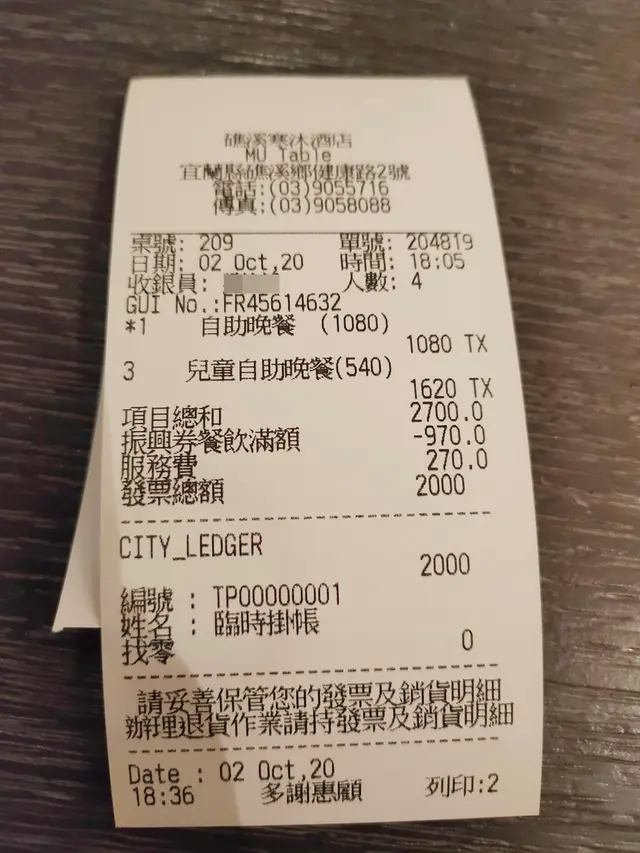 礁溪寒沐酒店
MU Table
宜蘭縣礁溪鄉健康路2號
電話:(03)9055716
傳真:(03)9058088
桌號: 209 單號: 204819
日期: 02 Oct,20 時間: 18:05
收銀員: 人數: 4
GUI No.:FR45614632
*1 自助晚餐 (1080)
1080 TX
3 兒童自助晚餐(540)
1620 TX
項目總和 2700.0
振興券餐飲滿額 -970.0
服務費 270.0
發票總額 2000
CITY_LEDGER
2000
編號 : TP00000001
姓名 : 臨時掛帳
找零 0
請妥善保管您的發票及銷貨明細
辦理退貨作業請持發票及銷貨明細
Date : 02 Oct,20
18:36 多謝惠顧 列印:2